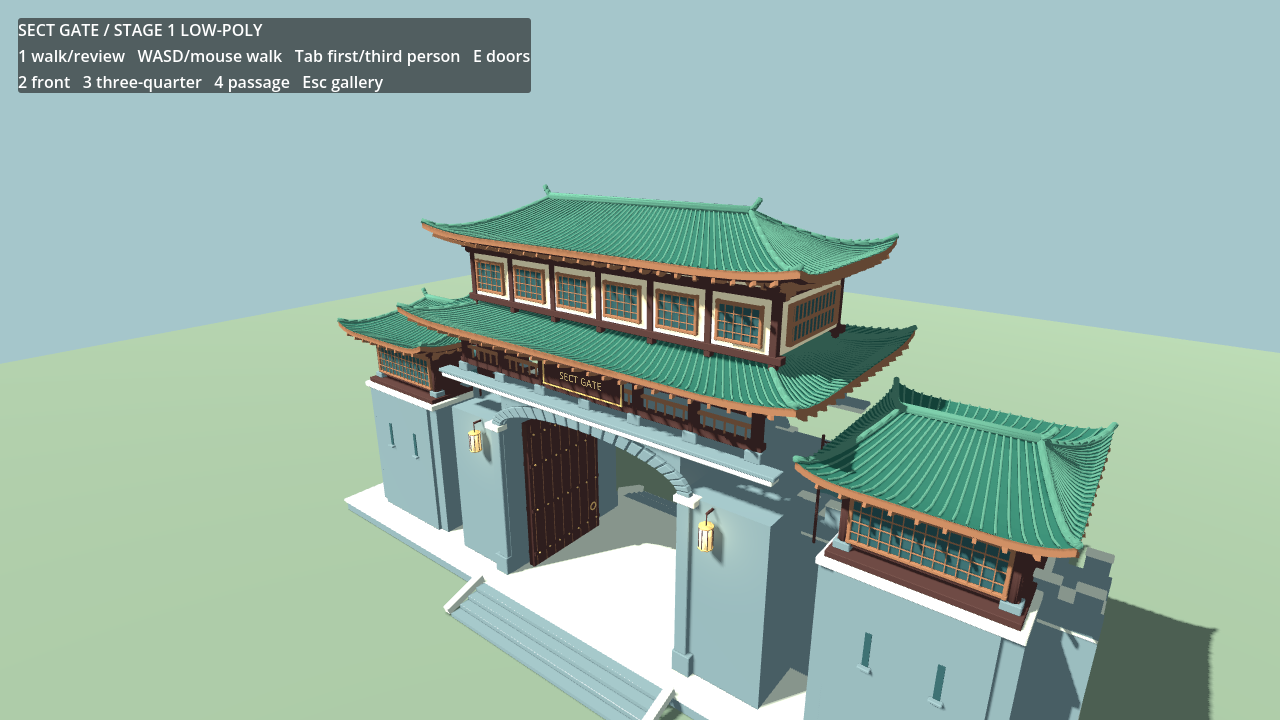 SECT GATE / STAGE 1 LOW-POLY
1 walk/review WASD/mouse walk Tab first/third person E doors
2 front 3 three-quarter 4 passage Esc gallery
SECT GATE